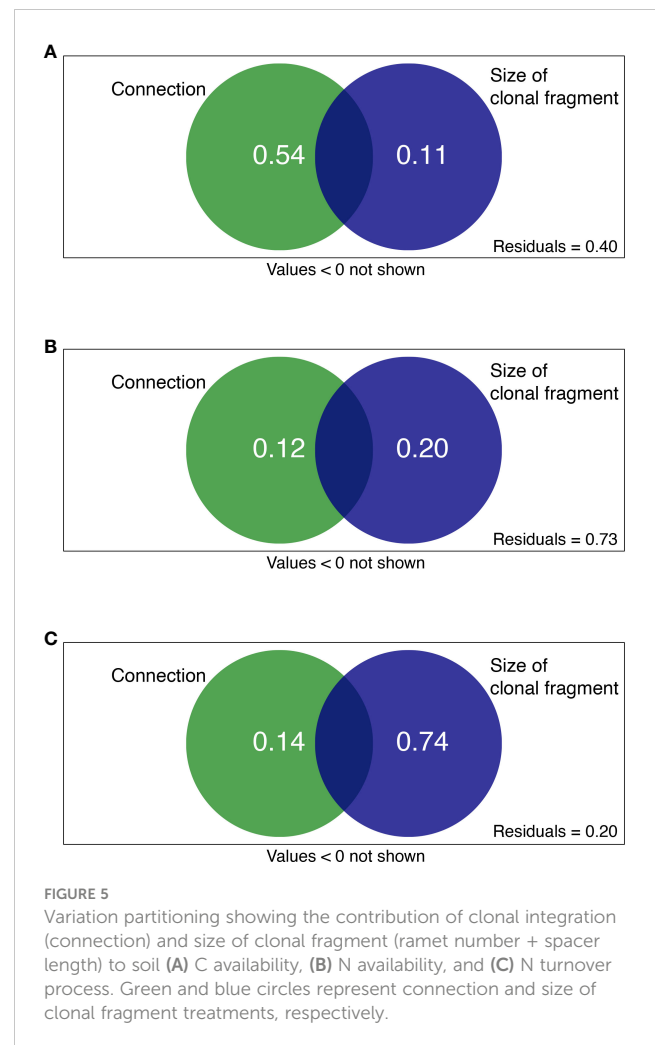 A
Connection
Size of
clonal fragment
0.54
0.11
Residuals = 0.40
Values < 0 not shown
B
Connection
Size of
clonal fragment
0.12
0.20
Residuals = 0.73
Values < 0 not shown
C
Connection
Size of
clonal fragment
0.14
0.74
Residuals = 0.20
Values < 0 not shown
FIGURE 5
Variation partitioning showing the contribution of clonal integration
(connection) and size of clonal fragment (ramet number + spacer
length) to soil (A) C availability, (B) N availability, and (C) N turnover
process. Green and blue circles represent connection and size of
clonal fragment treatments, respectively.